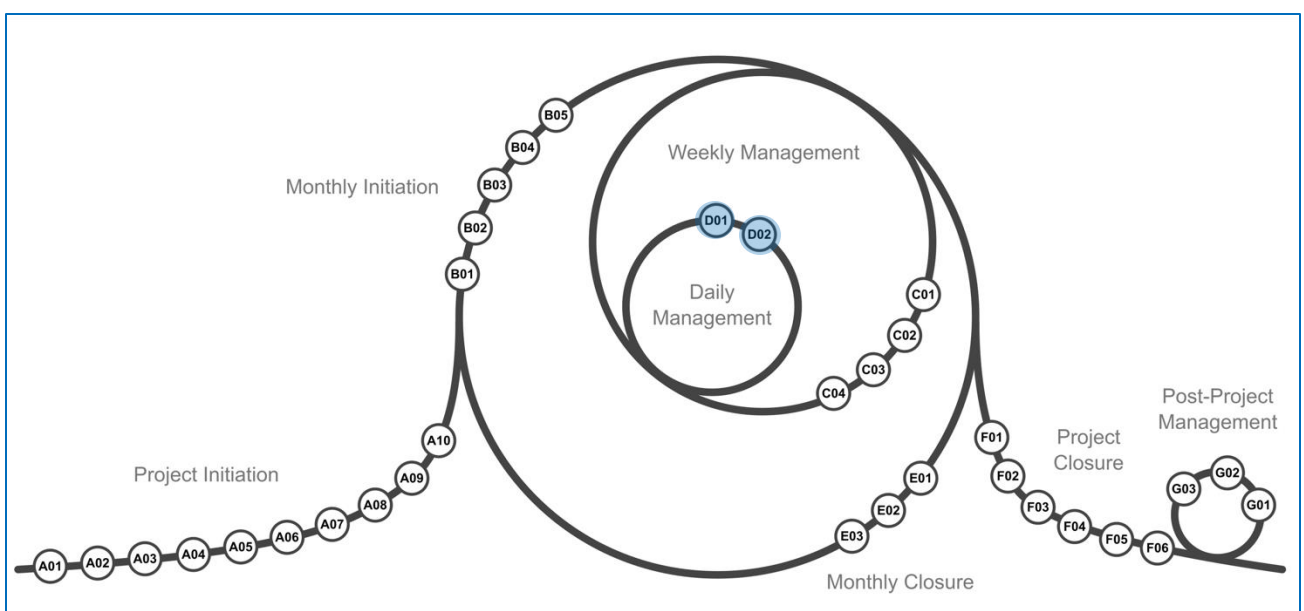 B05
B04
B03
B02
B01
Monthly Initiation
Weekly Management
D01
D02
Daily
Management
C01
C02
C03
C04
A10
A09
A08
A07
A06
A05
A04
A03
A02
A01
Project Initiation
E01
E02
E03
Monthly Closure
F01
F02
F03
F04
F05
F06
Project
Closure
Post-Project
Management
G03
G02
G01